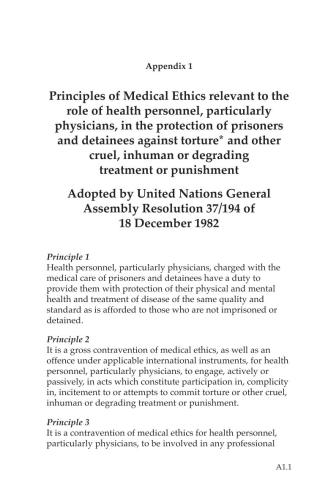 Appendix 1
Principles of Medical Ethics relevant to the
role of health personnel, particularly
physicians, in the protection of prisoners
and detainees against torture* and other
cruel, inhuman or degrading
treatment or punishment
Adopted by United Nations General
Assembly Resolution 37/194 of
18 December 1982
Principle 1
Health personnel, particularly physicians, charged with the
medical care of prisoners and detainees have a duty to
provide them with protection of their physical and mental
health and treatment of disease of the same quality and
standard as is afforded to those who are not imprisoned or
detained.
Principle 2
It is a gross contravention of medical ethics, as well as an
offence under applicable international instruments, for health
personnel, particularly physicians, to engage, actively or
passively, in acts which constitute participation in, complicity
in, incitement to or attempts to commit torture or other cruel,
inhuman or degrading treatment or punishment.
Principle 3
It is a contravention of medical ethics for health personnel,
particularly physicians, to be involved in any professional
A1.1